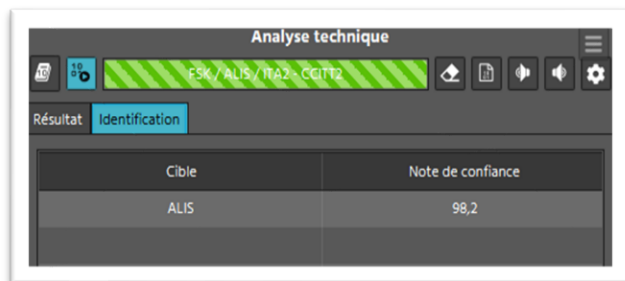 Analyse technique
FSK / ALIS / ITA2 - CCITT2
Résultat Identification
Cible Note de confiance
ALIS 98,2